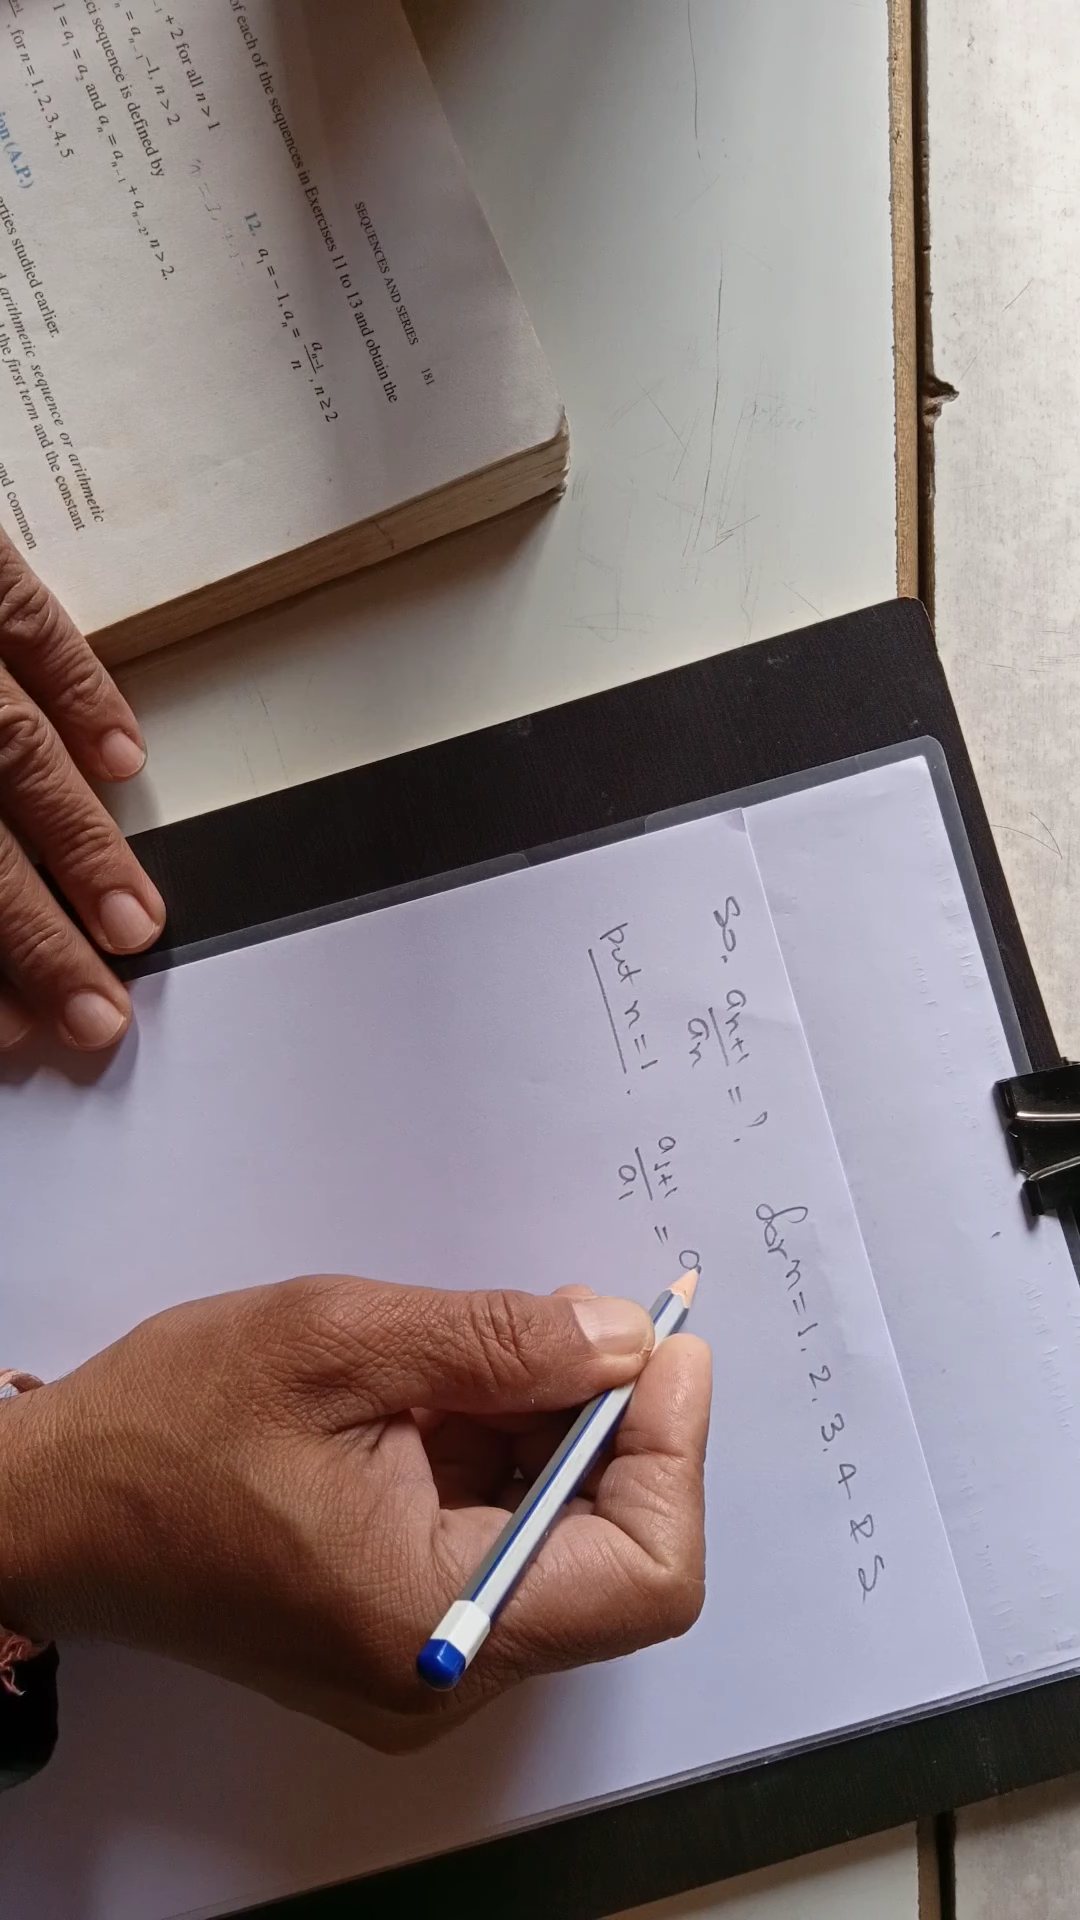 SEQUENCES AND SERIES 181
of each of the sequences in Exercises 11 to 13 and obtain the
12. a₁ = – 1, aₙ = aₙ₋₁/n, n ≥ 2
+ 2 for all n > 1
= aₙ₋₁–1, n > 2
sequence is defined by
1 = a₁ = a₂ and aₙ = aₙ₋₁ + aₙ₋₂, n > 2.
, for n = 1, 2, 3, 4, 5
(A.P.)
studied earlier.
arithmetic sequence or arithmetic
the first term and the constant
and common
So. aₙ₊₁/aₙ = ?. for n = 1, 2, 3, 4 & 5
put n = 1. a₁₊₁/a₁ =